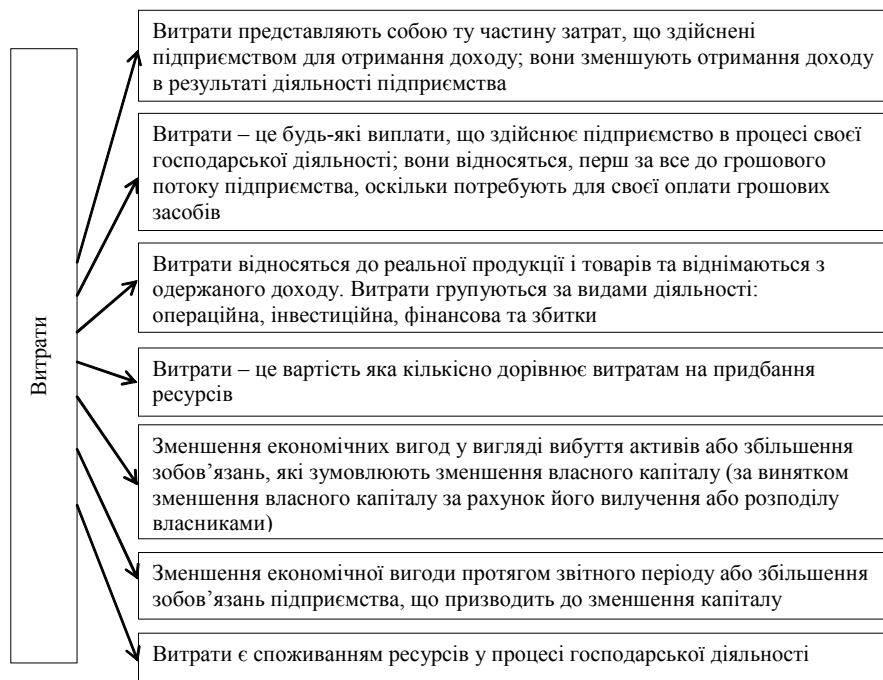 Витрати
Витрати представляють собою ту частину затрат, що здійснені
підприємством для отримання доходу; вони зменшують отримання доходу
в результаті діяльності підприємства
Витрати – це будь-які виплати, що здійснює підприємство в процесі своєї
господарської діяльності; вони відносяться, перш за все до грошового
потоку підприємства, оскільки потребують для своєї оплати грошових
засобів
Витрати відносяться до реальної продукції і товарів та віднімаються з
одержаного доходу. Витрати групуються за видами діяльності:
операційна, інвестиційна, фінансова та збитки
Витрати – це вартість яка кількісно дорівнює витратам на придбання
ресурсів
Зменшення економічних вигод у вигляді вибуття активів або збільшення
зобов’язань, які зумовлюють зменшення власного капіталу (за винятком
зменшення власного капіталу за рахунок його вилучення або розподілу
власниками)
Зменшення економічної вигоди протягом звітного періоду або збільшення
зобов’язань підприємства, що призводить до зменшення капіталу
Витрати є споживанням ресурсів у процесі господарської діяльності